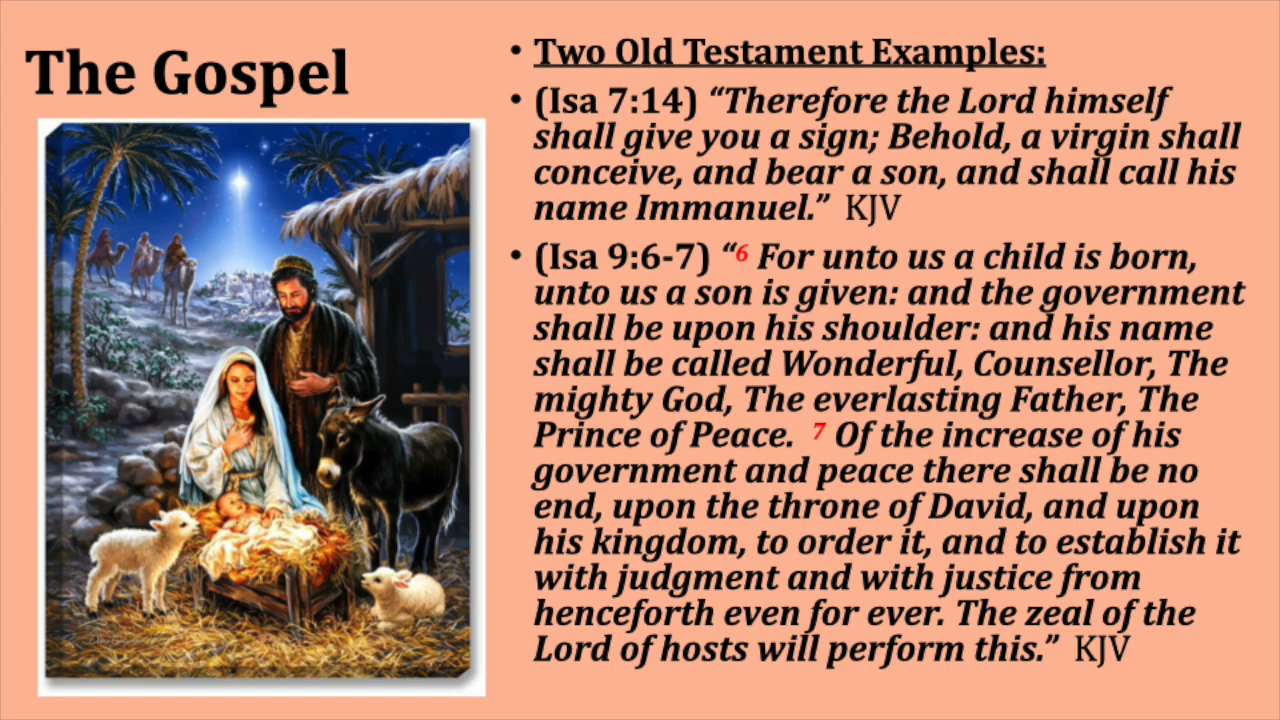 The Gospel
• Two Old Testament Examples:
• (Isa 7:14) “Therefore the Lord himself
shall give you a sign; Behold, a virgin shall
conceive, and bear a son, and shall call his
name Immanuel.” KJV
• (Isa 9:6-7) “6 For unto us a child is born,
unto us a son is given: and the government
shall be upon his shoulder: and his name
shall be called Wonderful, Counsellor, The
mighty God, The everlasting Father, The
Prince of Peace. 7 Of the increase of his
government and peace there shall be no
end, upon the throne of David, and upon
his kingdom, to order it, and to establish it
with judgment and with justice from
henceforth even for ever. The zeal of the
Lord of hosts will perform this.” KJV